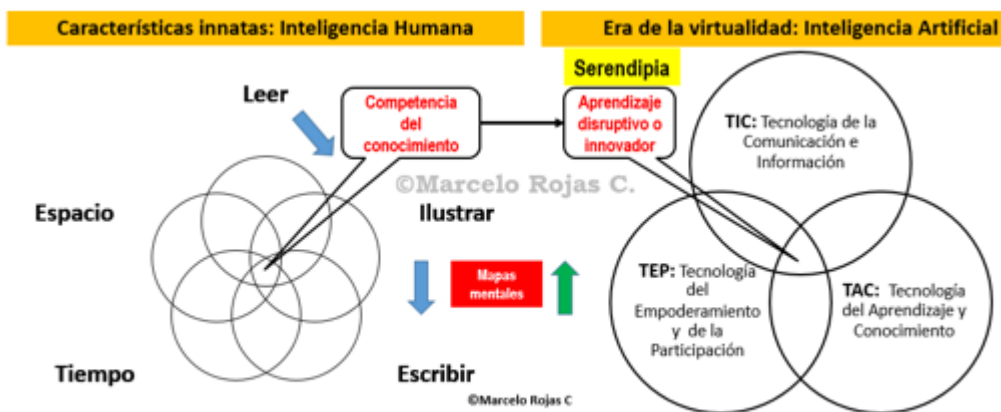 Características innatas: Inteligencia Humana
Era de la virtualidad: Inteligencia Artificial
Leer
Competencia
del
conocimiento
Serendipia
Aprendizaje
disruptivo o
innovador
TIC: Tecnología de la
Comunicación e
Información
©Marcelo Rojas C.
Espacio
Ilustrar
Mapas
mentales
TEP: Tecnología
del
Empoderamiento
y de la
Participación
TAC: Tecnología
del Aprendizaje y
Conocimiento
Tiempo
Escribir
©Marcelo Rojas C